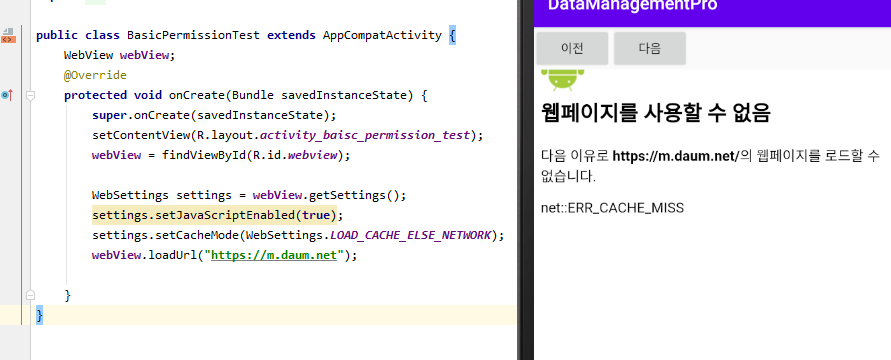 public class BasicPermissionTest extends AppCompatActivity {
WebView webView;
@Override
protected void onCreate(Bundle savedInstanceState) {
super.onCreate(savedInstanceState);
setContentView(R.layout.activity_baisc_permission_test);
webView = findViewById(R.id.webview);
WebSettings settings = webView.getSettings();
settings.setJavaScriptEnabled(true);
settings.setCacheMode(WebSettings.LOAD_CACHE_ELSE_NETWORK);
webView.loadUrl("https://m.daum.net");
}
}
DataManagementPro
이전 다음
웹페이지를 사용할 수 없음
다음 이유로 https://m.daum.net/의 웹페이지를 로드할 수
없습니다.
net::ERR_CACHE_MISS